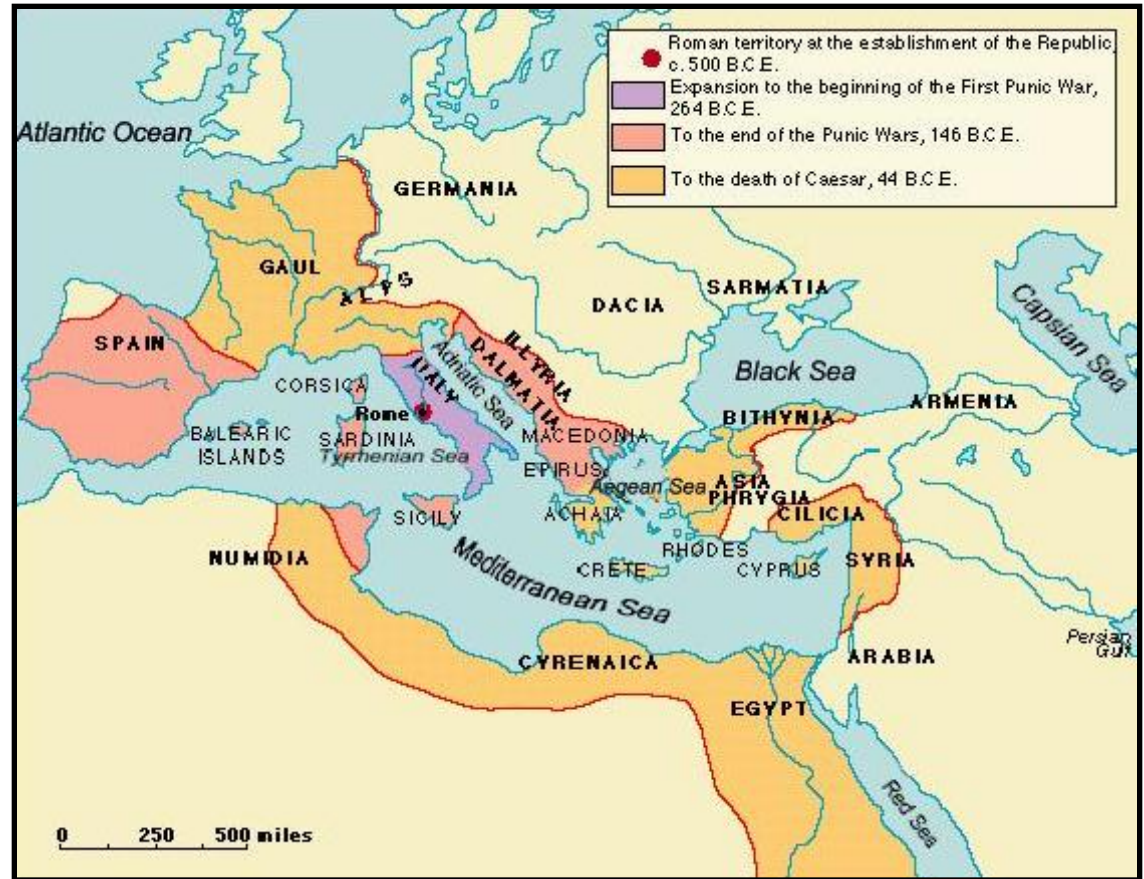 Roman territory at the establishment of the Republic,
c. 500 B.C.E.
Expansion to the beginning of the First Punic War,
264 B.C.E.
To the end of the Punic Wars, 146 B.C.E.
To the death of Caesar, 44 B.C.E.
Atlantic Ocean
GERMANIA
GAUL
ALPS
SARMATIA
DACIA
Capsian Sea
SPAIN
ILLYRIA
DALMATIA
Adriatic Sea
ITALY
Black Sea
CORSICA
ARMENIA
Rome
BITHYNIA
BALEARIC
ISLANDS
SARDINIA
Tyrrhenian Sea
MACEDONIA
EPIRUS
Aegean Sea
ASIA
PHRYGIA
SICILY
ACHAIA
CILICIA
NUMIDIA
Mediterranean Sea
RHODES
CRETE
CYPRUS
SYRIA
Persian
Gulf
CYRENAICA
ARABIA
EGYPT
Red Sea
0 250 500 miles